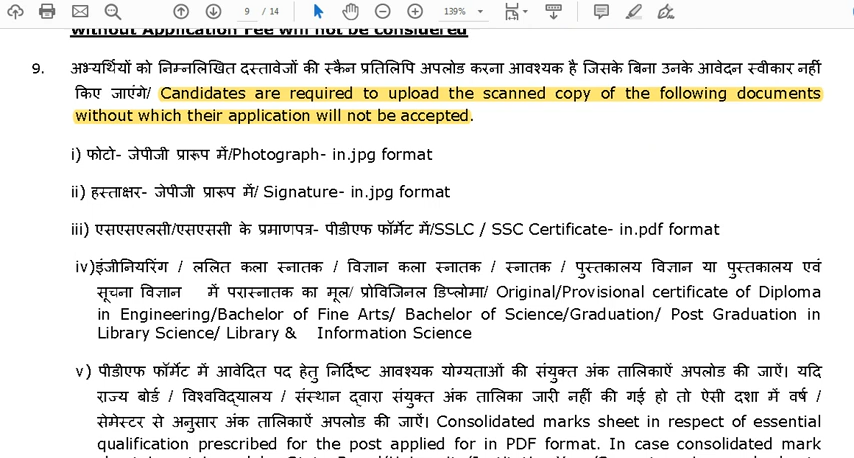 9 / 14
139%
without Application Fee will not be considered
9. अभ्यर्थियों को निम्नलिखित दस्तावेजों की स्कैन प्रतिलिपि अपलोड करना आवश्यक है जिसके बिना उनके आवेदन स्वीकार नहीं
किए जाएंगे/ Candidates are required to upload the scanned copy of the following documents
without which their application will not be accepted.
i) फोटो- जेपीजी प्रारूप में/Photograph- in.jpg format
ii) हस्ताक्षर- जेपीजी प्रारूप में/ Signature- in.jpg format
iii) एसएसएलसी/एसएससी के प्रमाणपत्र- पीडीएफ फॉर्मेट में/SSLC / SSC Certificate- in.pdf format
iv)इंजीनियरिंग / ललित कला स्नातक / विज्ञान कला स्नातक / स्नातक / पुस्तकालय विज्ञान या पुस्तकालय एवं
सूचना विज्ञान में परास्नातक का मूल/ प्रोविजिनल डिप्लोमा/ Original/Provisional certificate of Diploma
in Engineering/Bachelor of Fine Arts/ Bachelor of Science/Graduation/ Post Graduation in
Library Science/ Library & Information Science
v) पीडीएफ फॉर्मेट में आवेदित पद हेतु निर्दिष्ट आवश्यक योग्यताओं की संयुक्त अंक तालिकाऐं अपलोड की जाऐं। यदि
राज्य बोर्ड / विश्वविद्यालय / संस्थान द्वारा संयुक्त अंक तालिका जारी नहीं की गई हो तो ऐसी दशा में वर्ष /
सेमेस्टर से अनुसार अंक तालिकाऐं अपलोड की जाऐं। Consolidated marks sheet in respect of essential
qualification prescribed for the post applied for in PDF format. In case consolidated mark